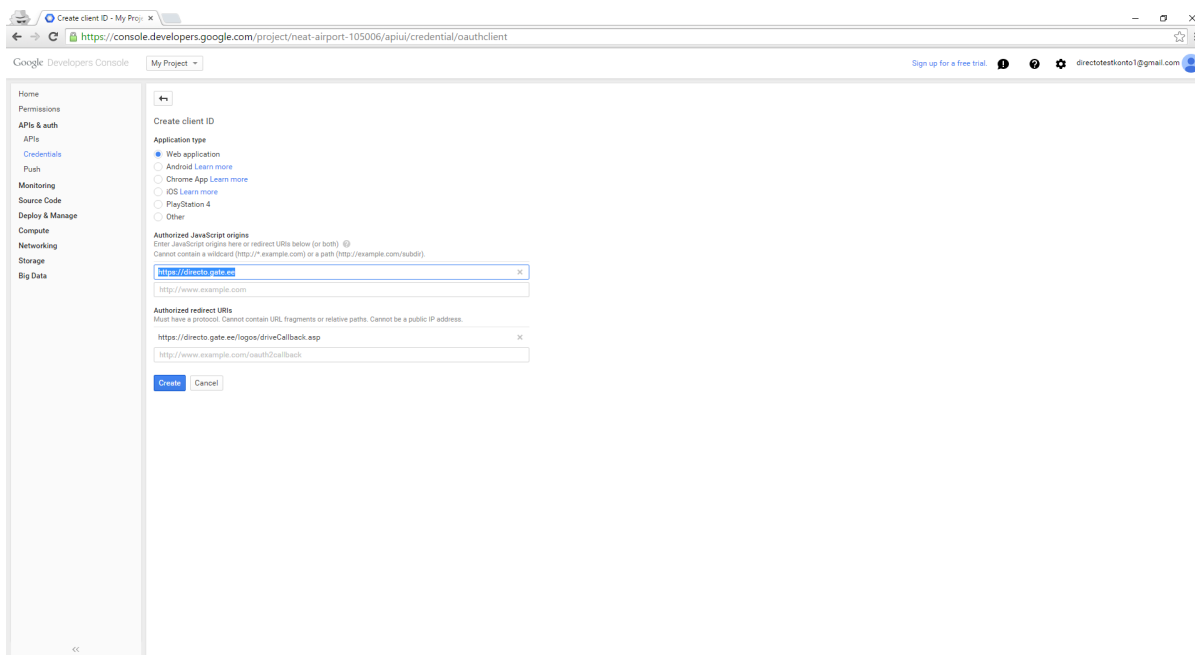 Create client ID - My Proje
https://console.developers.google.com/project/neat-airport-105006/apiui/credential/oauthclient
Google Developers Console
My Project
Sign up for a free trial.
directotestkonto1@gmail.com
Home
Permissions
APIs & auth
APIs
Credentials
Push
Monitoring
Source Code
Deploy & Manage
Compute
Networking
Storage
Big Data
Create client ID
Application type
Web application
Android Learn more
Chrome App Learn more
iOS Learn more
PlayStation 4
Other
Authorized JavaScript origins
Enter JavaScript origins here or redirect URIs below (or both)
Cannot contain a wildcard (http://*.example.com) or a path (http://example.com/subdir).
https://directo.gate.ee
http://www.example.com
Authorized redirect URIs
Must have a protocol. Cannot contain URL fragments or relative paths. Cannot be a public IP address.
https://directo.gate.ee/logos/driveCallback.asp
http://www.example.com/oauth2callback
Create Cancel